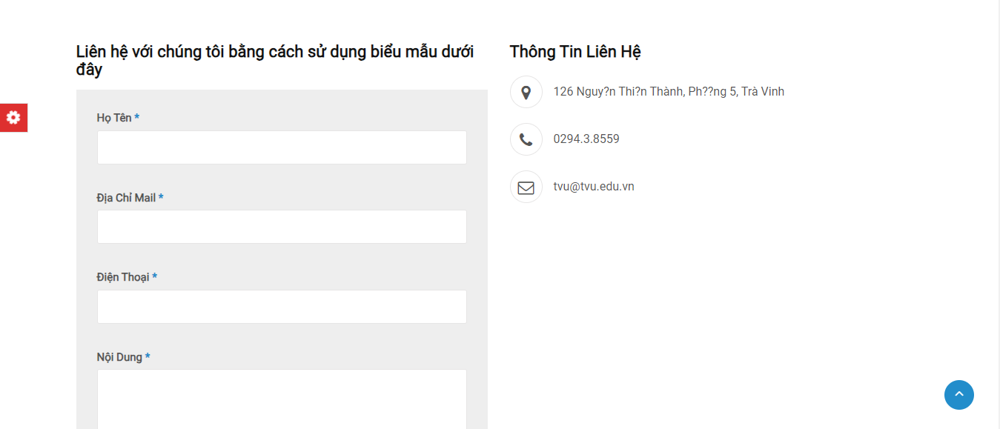 Liên hệ với chúng tôi bằng cách sử dụng biểu mẫu dưới
đây
Họ Tên *
Địa Chỉ Mail *
Điện Thoại *
Nội Dung *
Thông Tin Liên Hệ
126 Nguy?n Thi?n Thành, Ph??ng 5, Trà Vinh
0294.3.8559
tvu@tvu.edu.vn